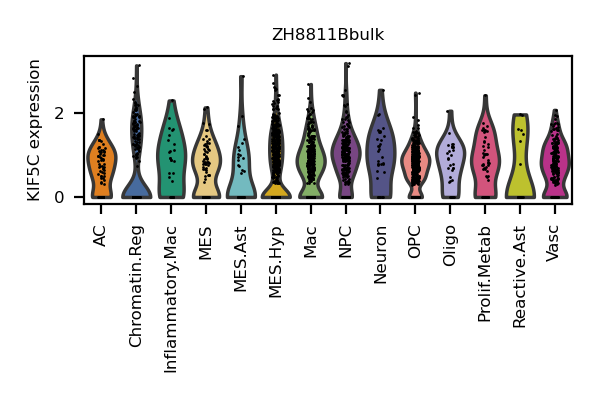 ZH8811Bbulk
KIF5C expression
2
0
AC
Chromatin.Reg
Inflammatory.Mac
MES
MES.Ast
MES.Hyp
Mac
NPC
Neuron
OPC
Oligo
Prolif.Metab
Reactive.Ast
Vasc